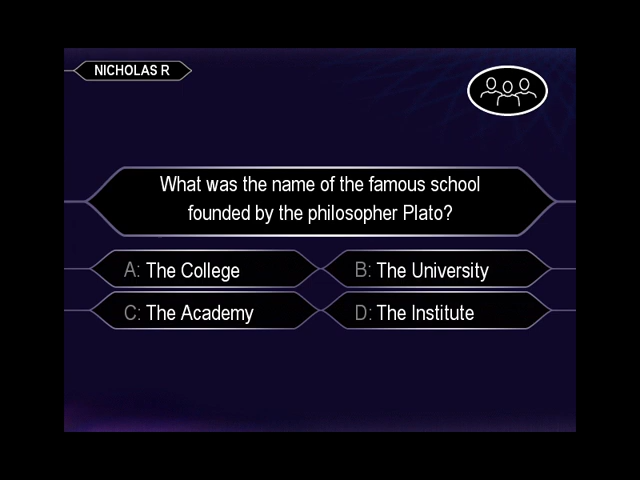 NICHOLAS R
What was the name of the famous school
founded by the philosopher Plato?
A: The College
B: The University
C: The Academy
D: The Institute